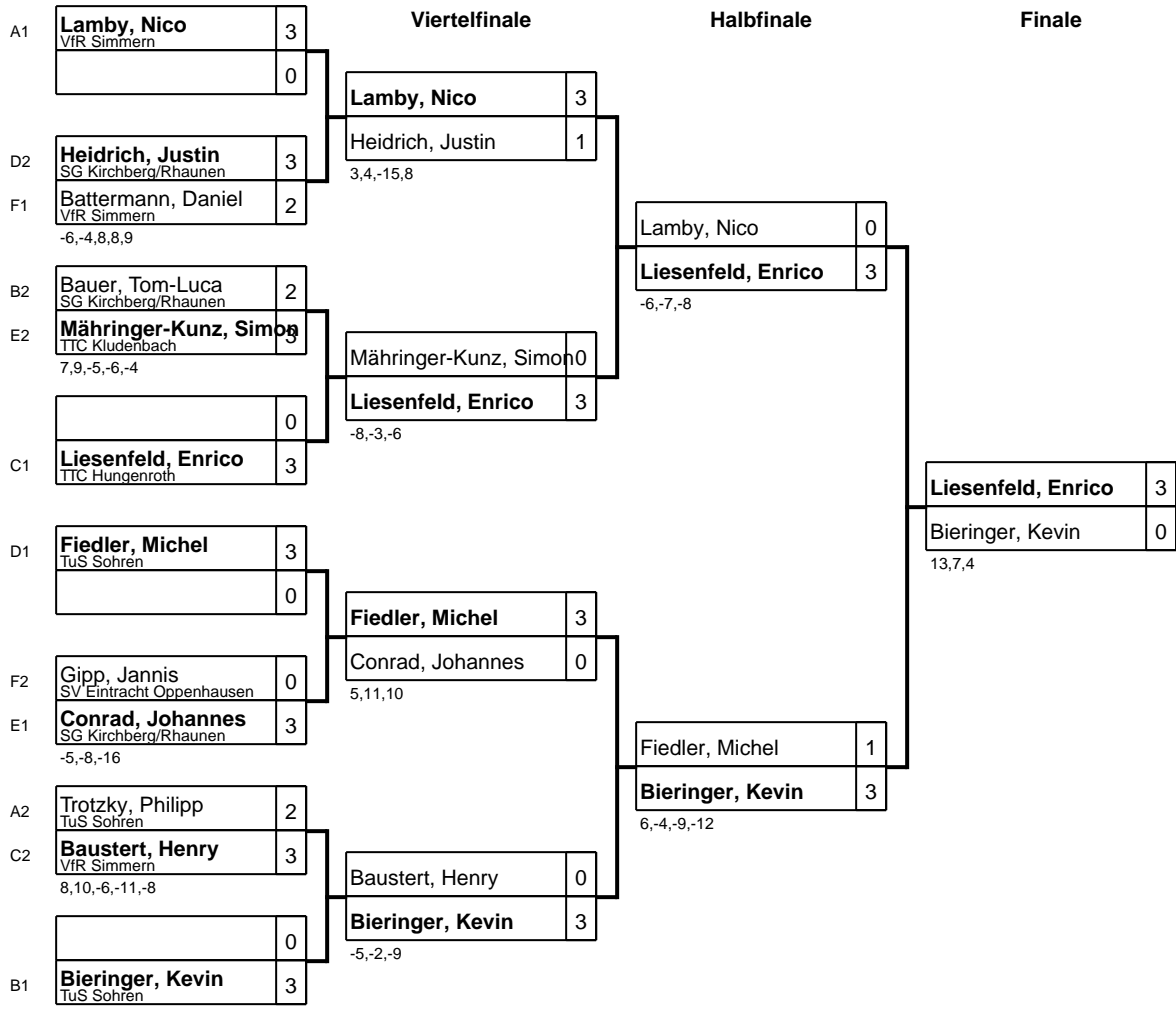 Viertelfinale
Halbfinale
Finale
A1 Lamby, Nico 3
VfR Simmern
0
D2 Heidrich, Justin 3
SG Kirchberg/Rhaunen
F1 Battermann, Daniel 2
VfR Simmern
-6,-4,8,8,9
B2 Bauer, Tom-Luca 2
SG Kirchberg/Rhaunen
E2 Mähringer-Kunz, Simon 3
TTC Kludenbach
7,9,-5,-6,-4
0
C1 Liesenfeld, Enrico 3
TTC Hungenroth
D1 Fiedler, Michel 3
TuS Sohren
0
F2 Gipp, Jannis 0
SV Eintracht Oppenhausen
E1 Conrad, Johannes 3
SG Kirchberg/Rhaunen
-5,-8,-16
A2 Trotzky, Philipp 2
TuS Sohren
C2 Baustert, Henry 3
VfR Simmern
8,10,-6,-11,-8
0
B1 Bieringer, Kevin 3
TuS Sohren
Lamby, Nico 3
Heidrich, Justin 1
3,4,-15,8
Mähringer-Kunz, Simon 0
Liesenfeld, Enrico 3
-8,-3,-6
Fiedler, Michel 3
Conrad, Johannes 0
5,11,10
Baustert, Henry 0
Bieringer, Kevin 3
-5,-2,-9
Lamby, Nico 0
Liesenfeld, Enrico 3
-6,-7,-8
Fiedler, Michel 1
Bieringer, Kevin 3
6,-4,-9,-12
Liesenfeld, Enrico 3
Bieringer, Kevin 0
13,7,4